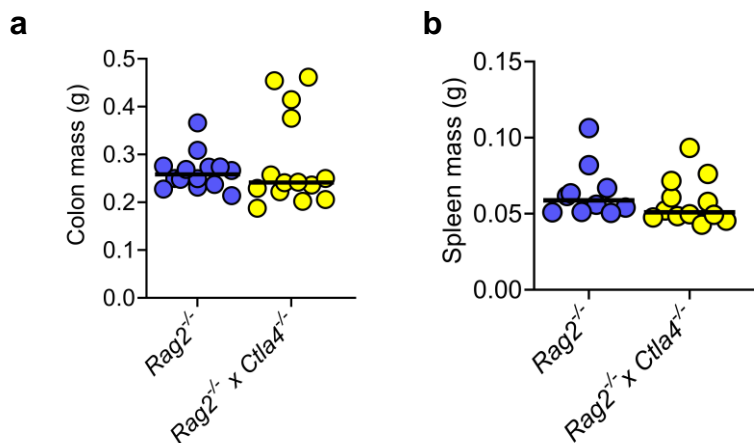 a
Colon mass (g)
0.5
0.4
0.3
0.2
0.1
0.0
Rag2-/-
Rag2-/- x Ctla4-/-
b
Spleen mass (g)
0.15
0.10
0.05
0.00
Rag2-/-
Rag2-/- x Ctla4-/-